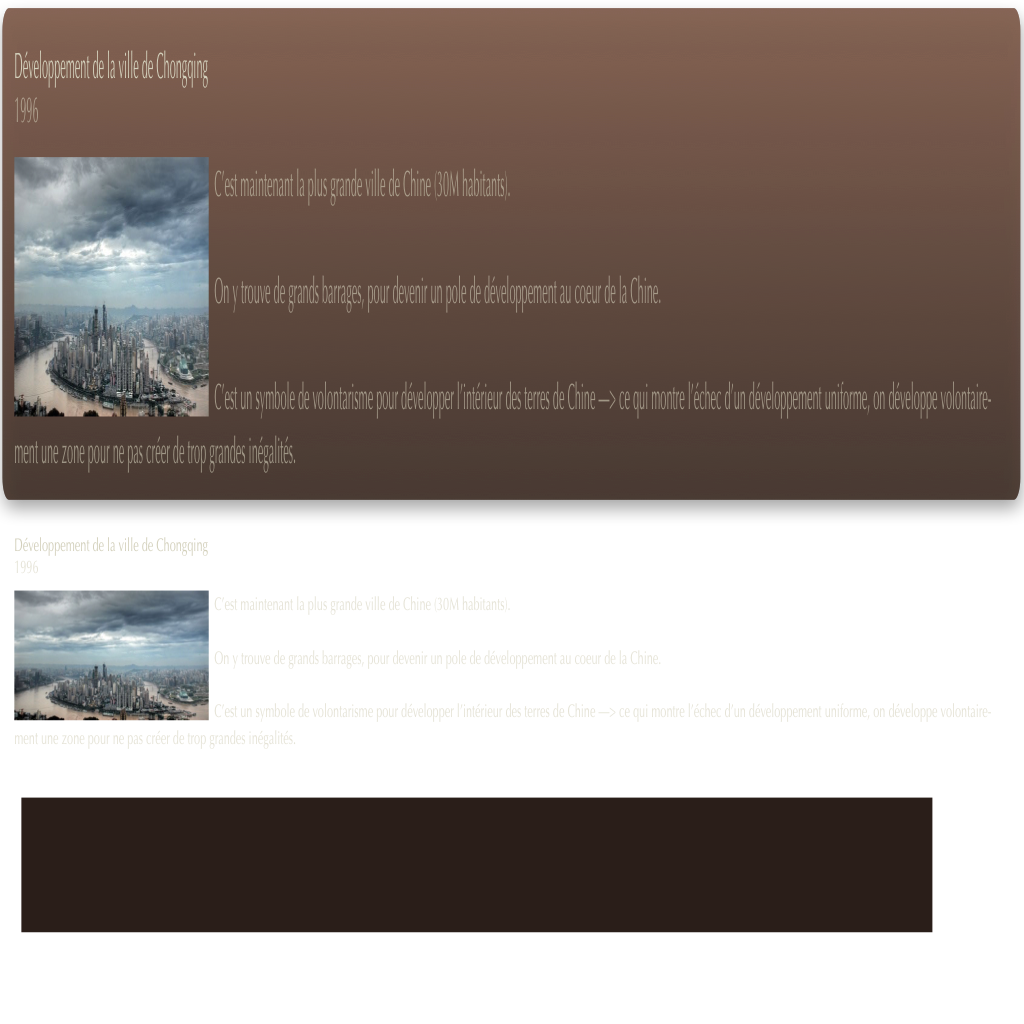 Développement de la ville de Chongqing
1996
C'est maintenant la plus grande ville de Chine (30M habitants).
On y trouve de grands barrages, pour devenir un pole de développement au coeur de la Chine.
C'est un symbole de volontarisme pour développer l'intérieur des terres de Chine —> ce qui montre l'échec d'un développement uniforme, on développe volontaire-
ment une zone pour ne pas créer de trop grandes inégalités.
Développement de la ville de Chongqing
1996
C'est maintenant la plus grande ville de Chine (30M habitants).
On y trouve de grands barrages, pour devenir un pole de développement au coeur de la Chine.
C'est un symbole de volontarisme pour développer l'intérieur des terres de Chine —> ce qui montre l'échec d'un développement uniforme, on développe volontaire-
ment une zone pour ne pas créer de trop grandes inégalités.